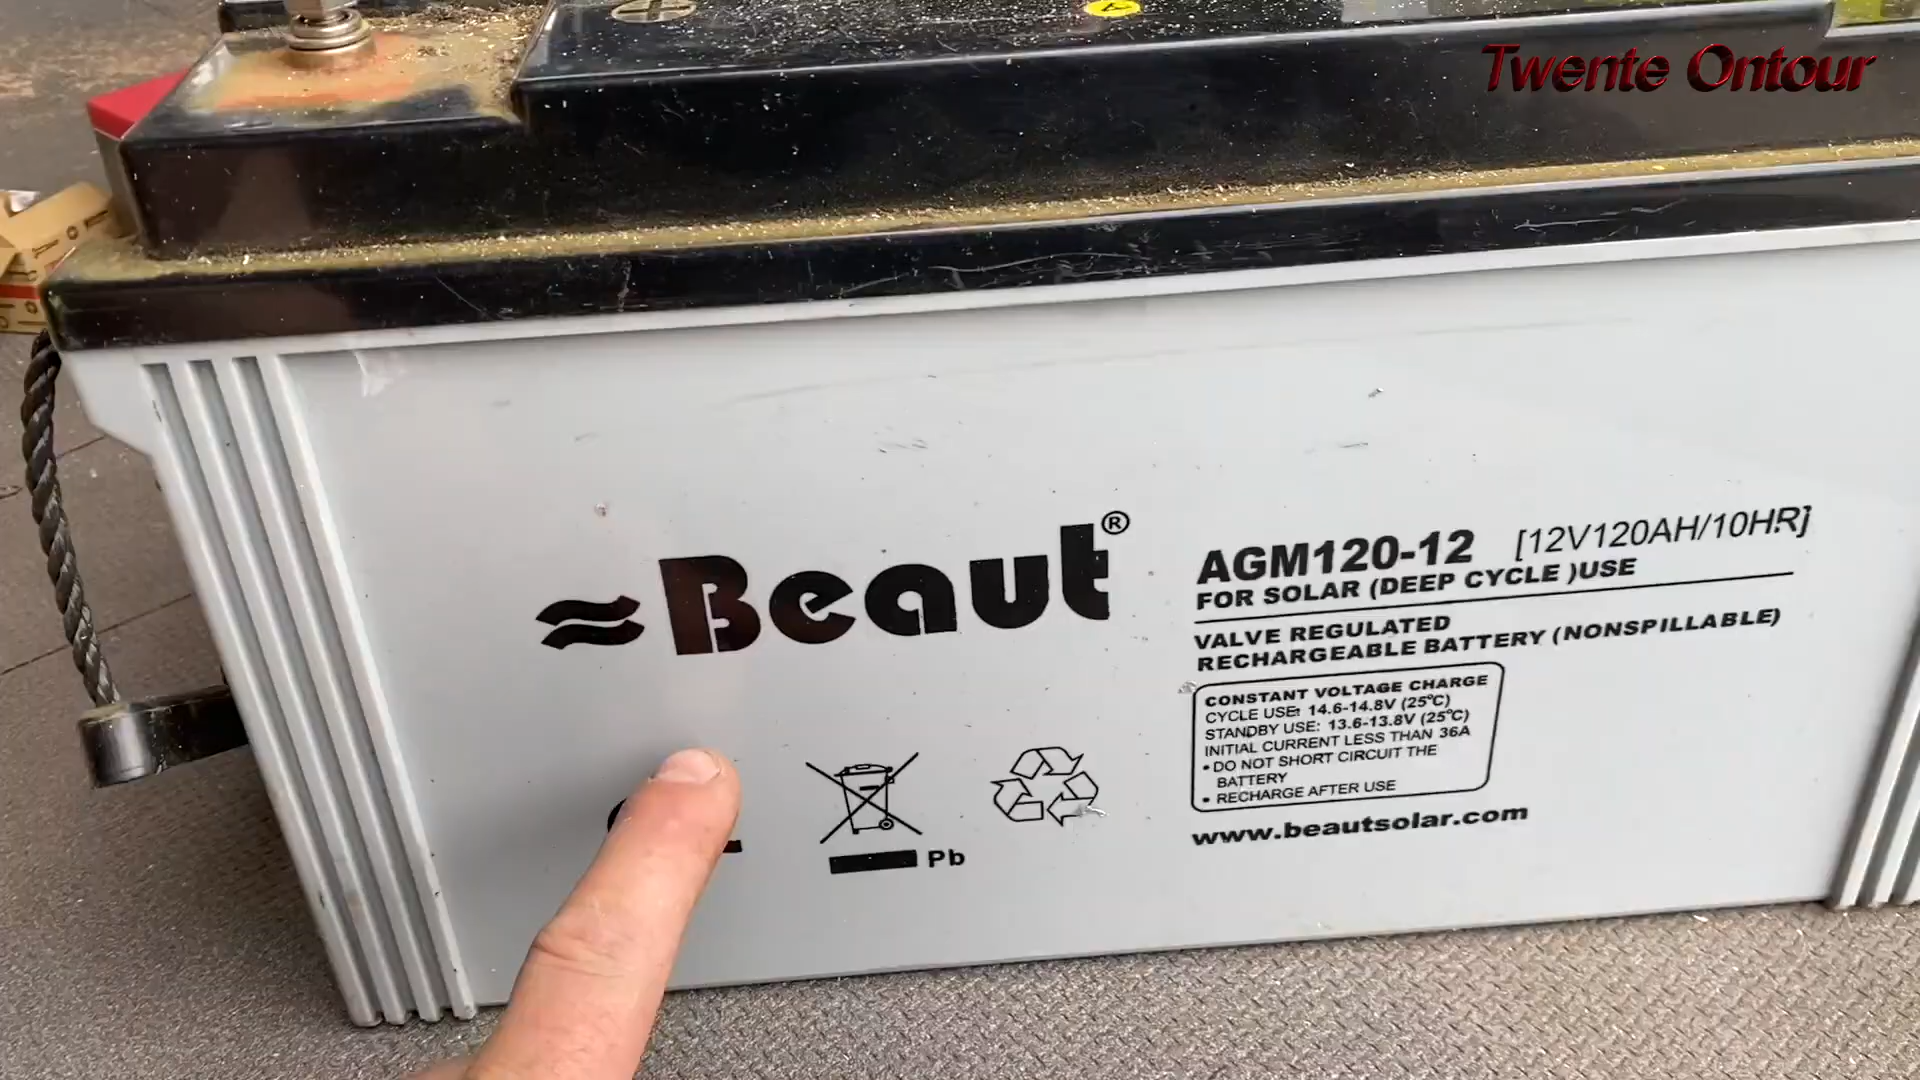 Twente Ontour
≈Beaut®
AGM120-12 [12V120AH/10HR]
FOR SOLAR (DEEP CYCLE )USE
VALVE REGULATED
RECHARGEABLE BATTERY (NONSPILLABLE)
CONSTANT VOLTAGE CHARGE
CYCLE USE: 14.6-14.8V (25℃)
STANDBY USE: 13.6-13.8V (25℃)
INITIAL CURRENT LESS THAN 36A
• DO NOT SHORT CIRCUIT THE
BATTERY
• RECHARGE AFTER USE
www.beautsolar.com
Pb